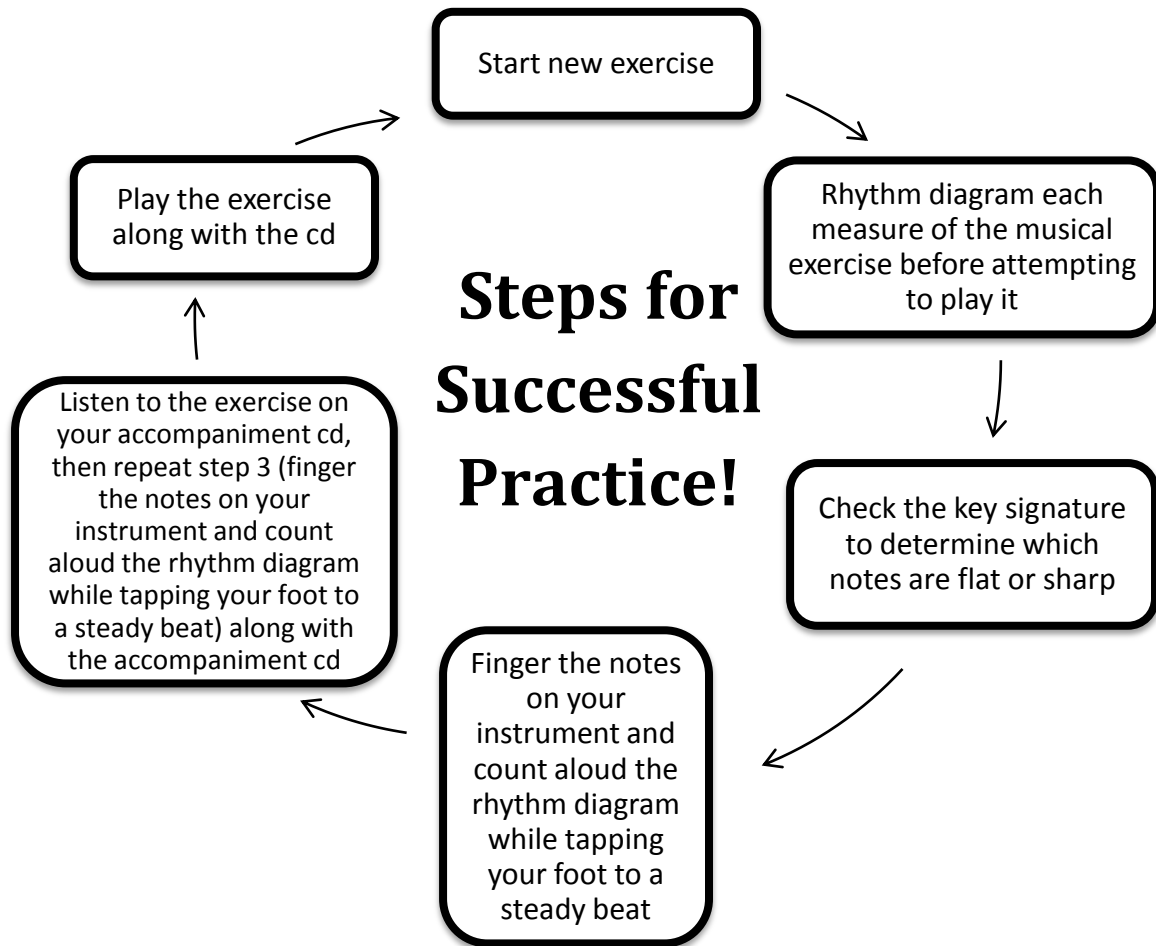 Start new exercise
Rhythm diagram each
measure of the musical
exercise before attempting
to play it
Check the key signature
to determine which
notes are flat or sharp
Finger the notes
on your
instrument and
count aloud the
rhythm diagram
while tapping
your foot to a
steady beat
Listen to the exercise on
your accompaniment cd,
then repeat step 3 (finger
the notes on your
instrument and count
aloud the rhythm diagram
while tapping your foot to
a steady beat) along with
the accompaniment cd
Play the exercise
along with the cd
Steps for
Successful
Practice!